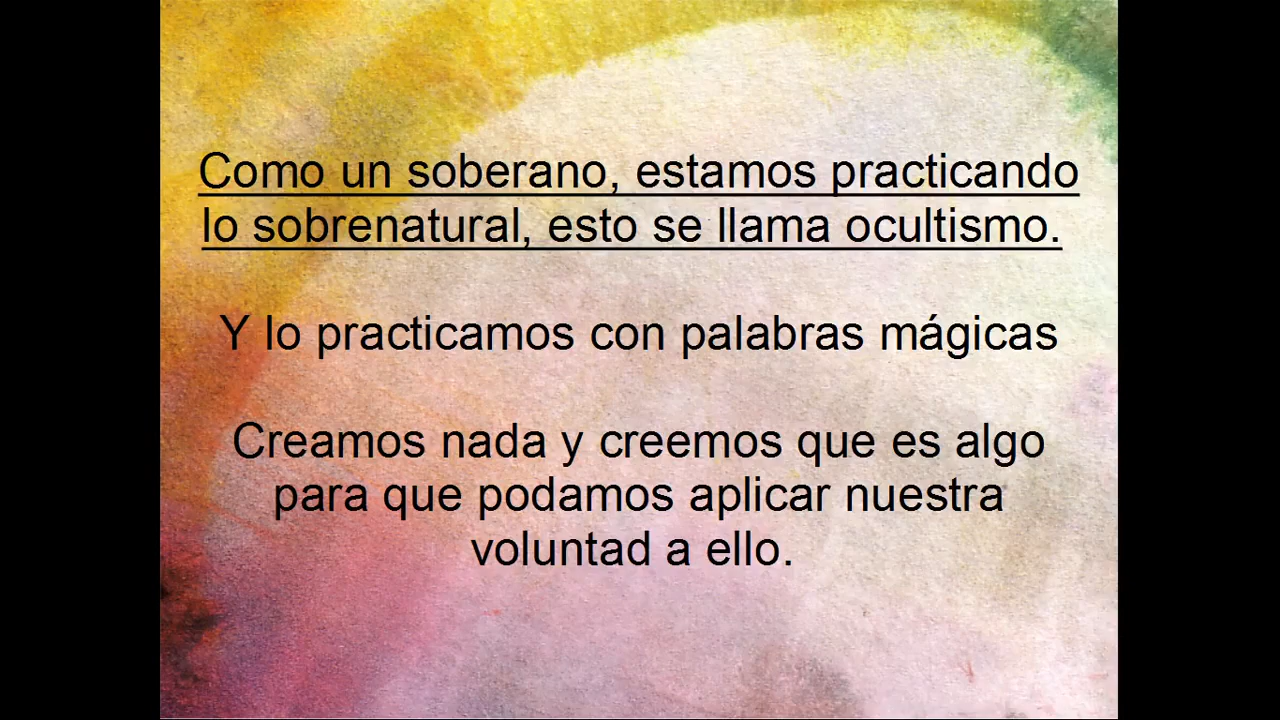 Como un soberano, estamos practicando
lo sobrenatural, esto se llama ocultismo.
Y lo practicamos con palabras mágicas
Creamos nada y creemos que es algo
para que podamos aplicar nuestra
voluntad a ello.